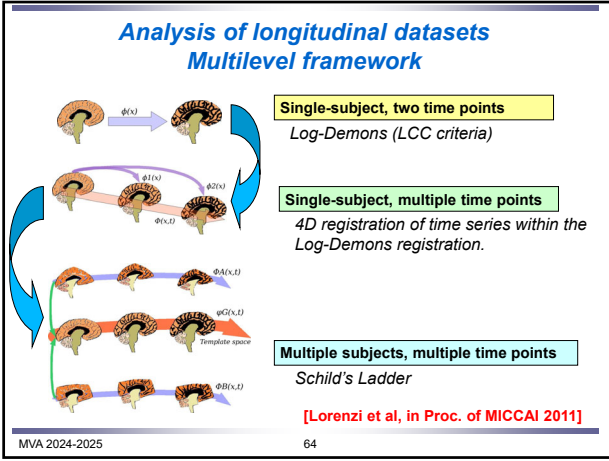 Analysis of longitudinal datasets
Multilevel framework
ϕ(x)
Single-subject, two time points
Log-Demons (LCC criteria)
ϕ1(x)
ϕ2(x)
Φ(x,t)
Single-subject, multiple time points
4D registration of time series within the
Log-Demons registration.
ΦA(x,t)
φG(x,t)
Template space
ΦB(x,t)
Multiple subjects, multiple time points
Schild's Ladder
[Lorenzi et al, in Proc. of MICCAI 2011]
MVA 2024-2025
64